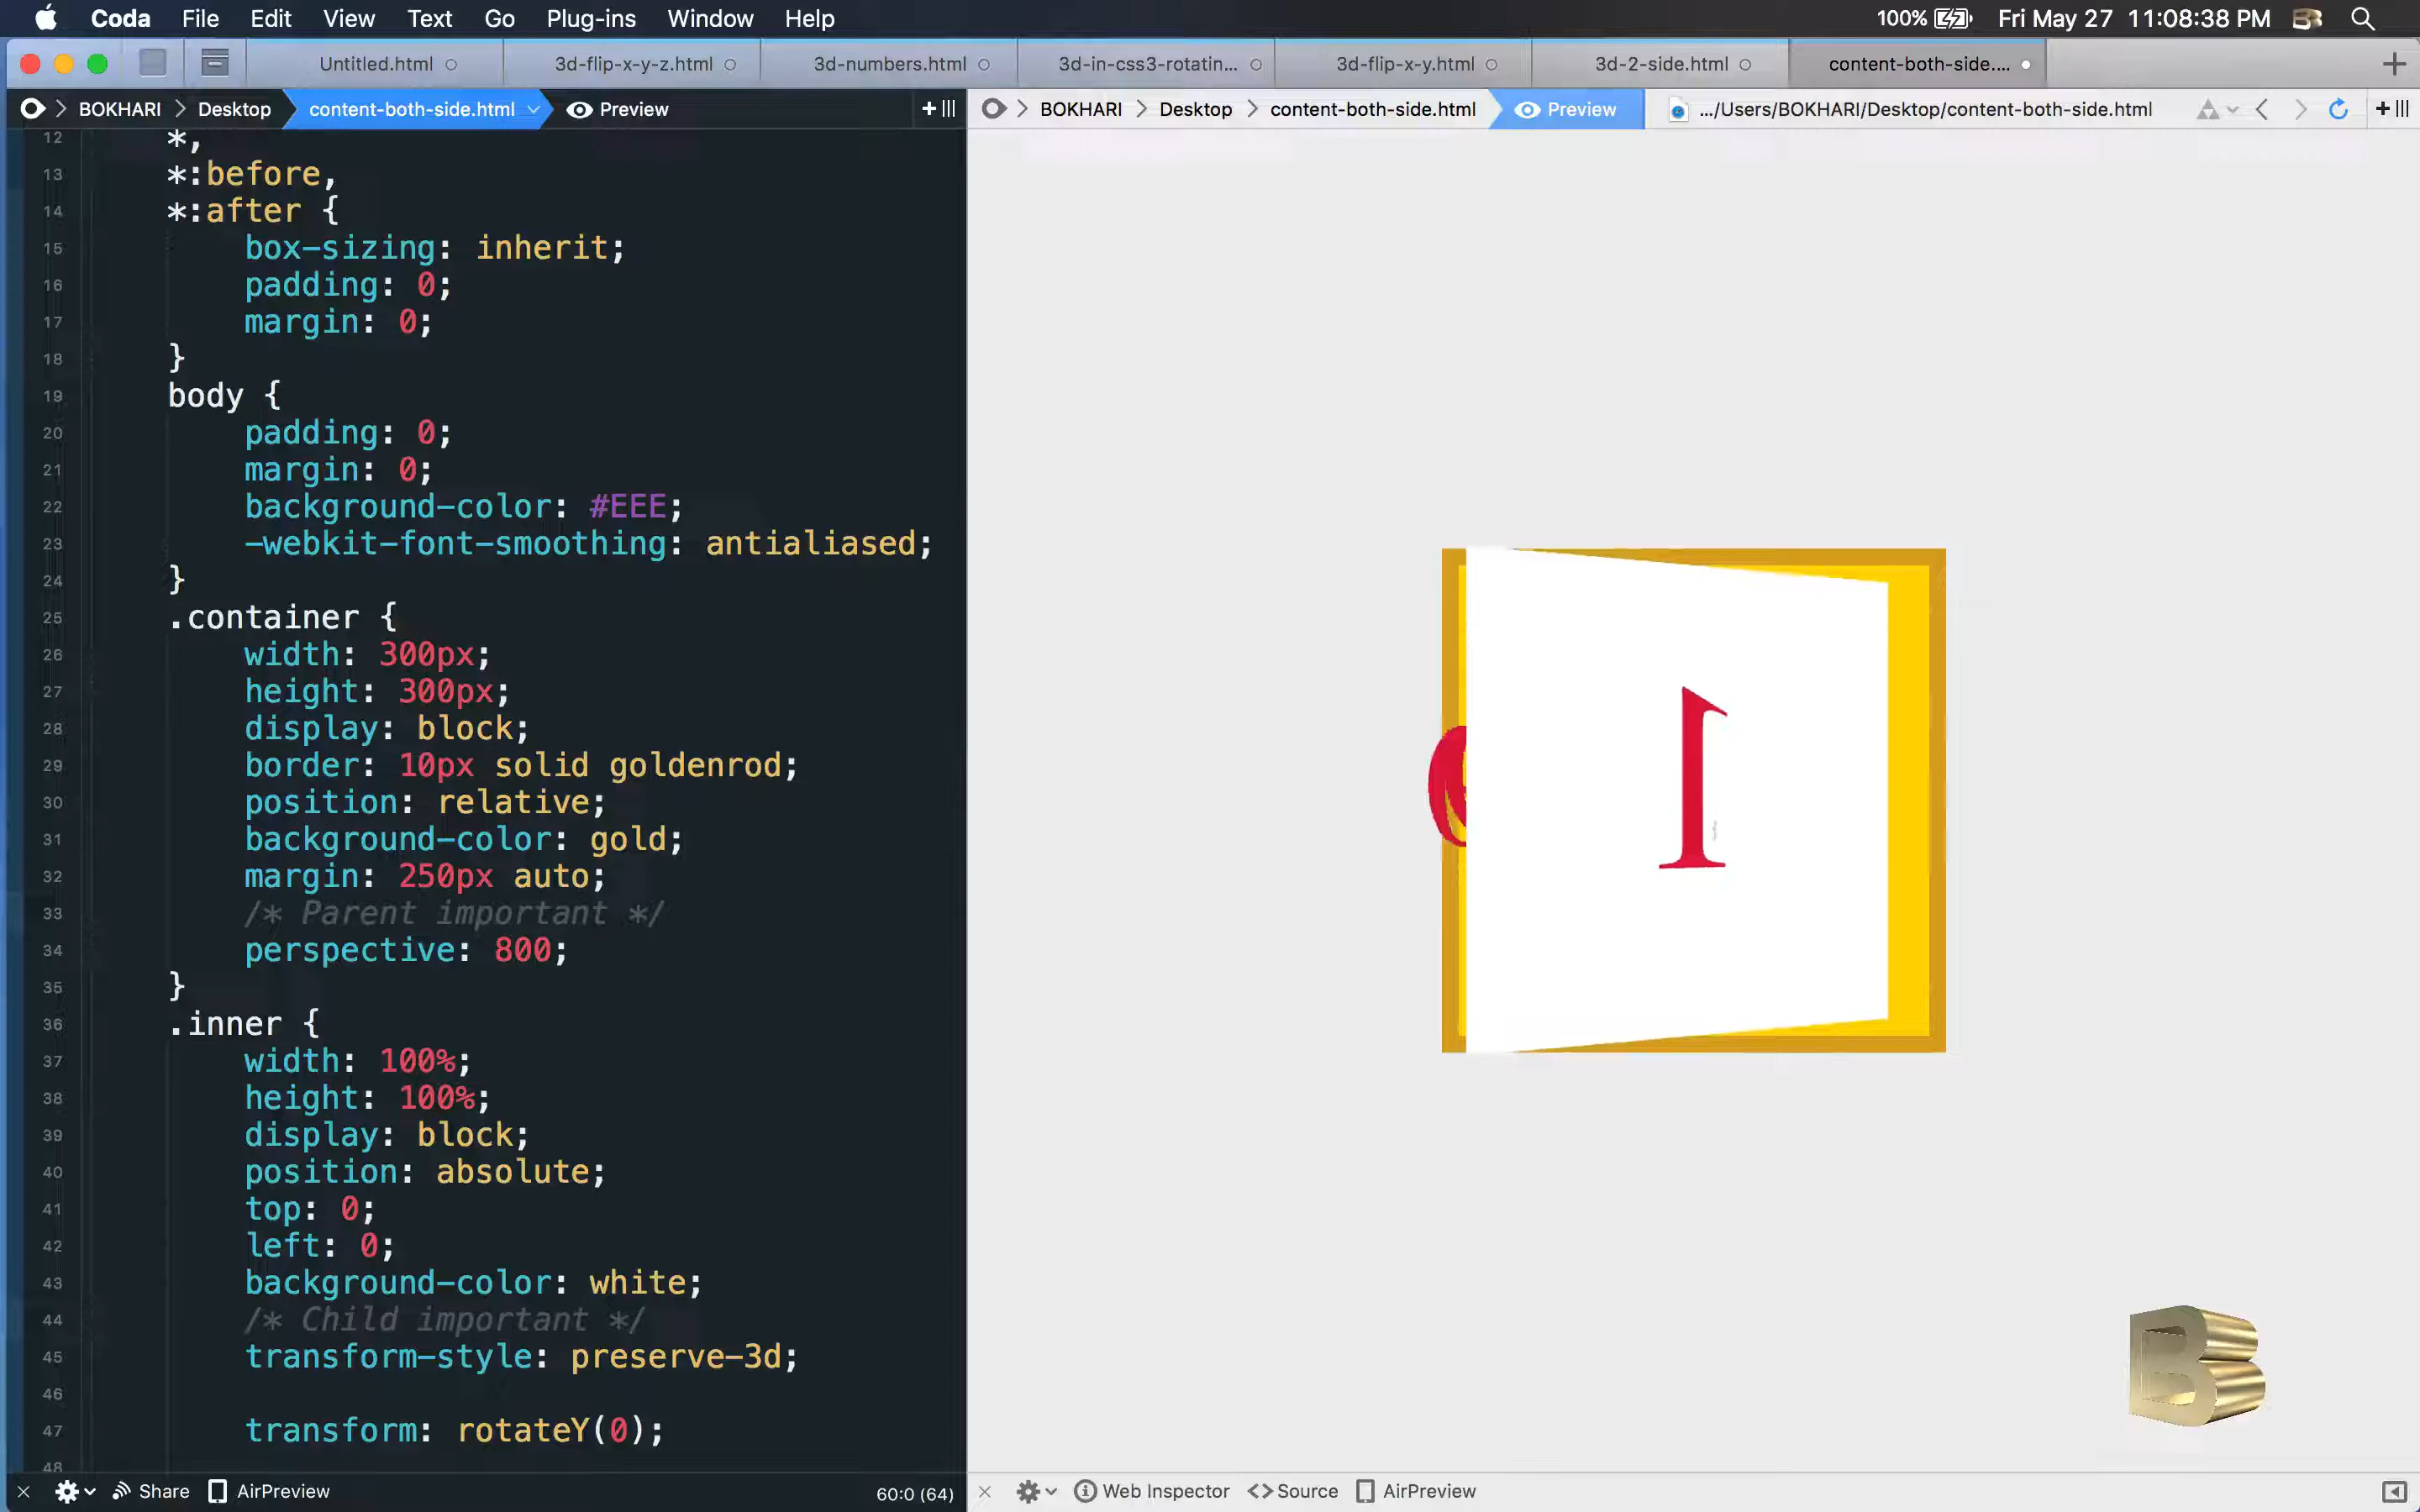 Coda File Edit View Text Go Plug-ins Window Help 100% Fri May 27 11:08:38 PM
Untitled.html 3d-flip-x-y-z.html 3d-numbers.html 3d-in-css3-rotatin... 3d-flip-x-y.html 3d-2-side.html content-both-side....
BOKHARI Desktop content-both-side.html Preview
BOKHARI Desktop content-both-side.html Preview .../Users/BOKHARI/Desktop/content-both-side.html
12 *,
13 *:before,
14 *:after {
15 box-sizing: inherit;
16 padding: 0;
17 margin: 0;
18 }
19 body {
20 padding: 0;
21 margin: 0;
22 background-color: #EEE;
23 -webkit-font-smoothing: antialiased;
24 }
25 .container {
26 width: 300px;
27 height: 300px;
28 display: block;
29 border: 10px solid goldenrod;
30 position: relative;
31 background-color: gold;
32 margin: 250px auto;
33 /* Parent important */
34 perspective: 800;
35 }
36 .inner {
37 width: 100%;
38 height: 100%;
39 display: block;
40 position: absolute;
41 top: 0;
42 left: 0;
43 background-color: white;
44 /* Child important */
45 transform-style: preserve-3d;
46
47 transform: rotateY(0);
48
1
B
Share AirPreview 60:0 (64)
Web Inspector Source AirPreview